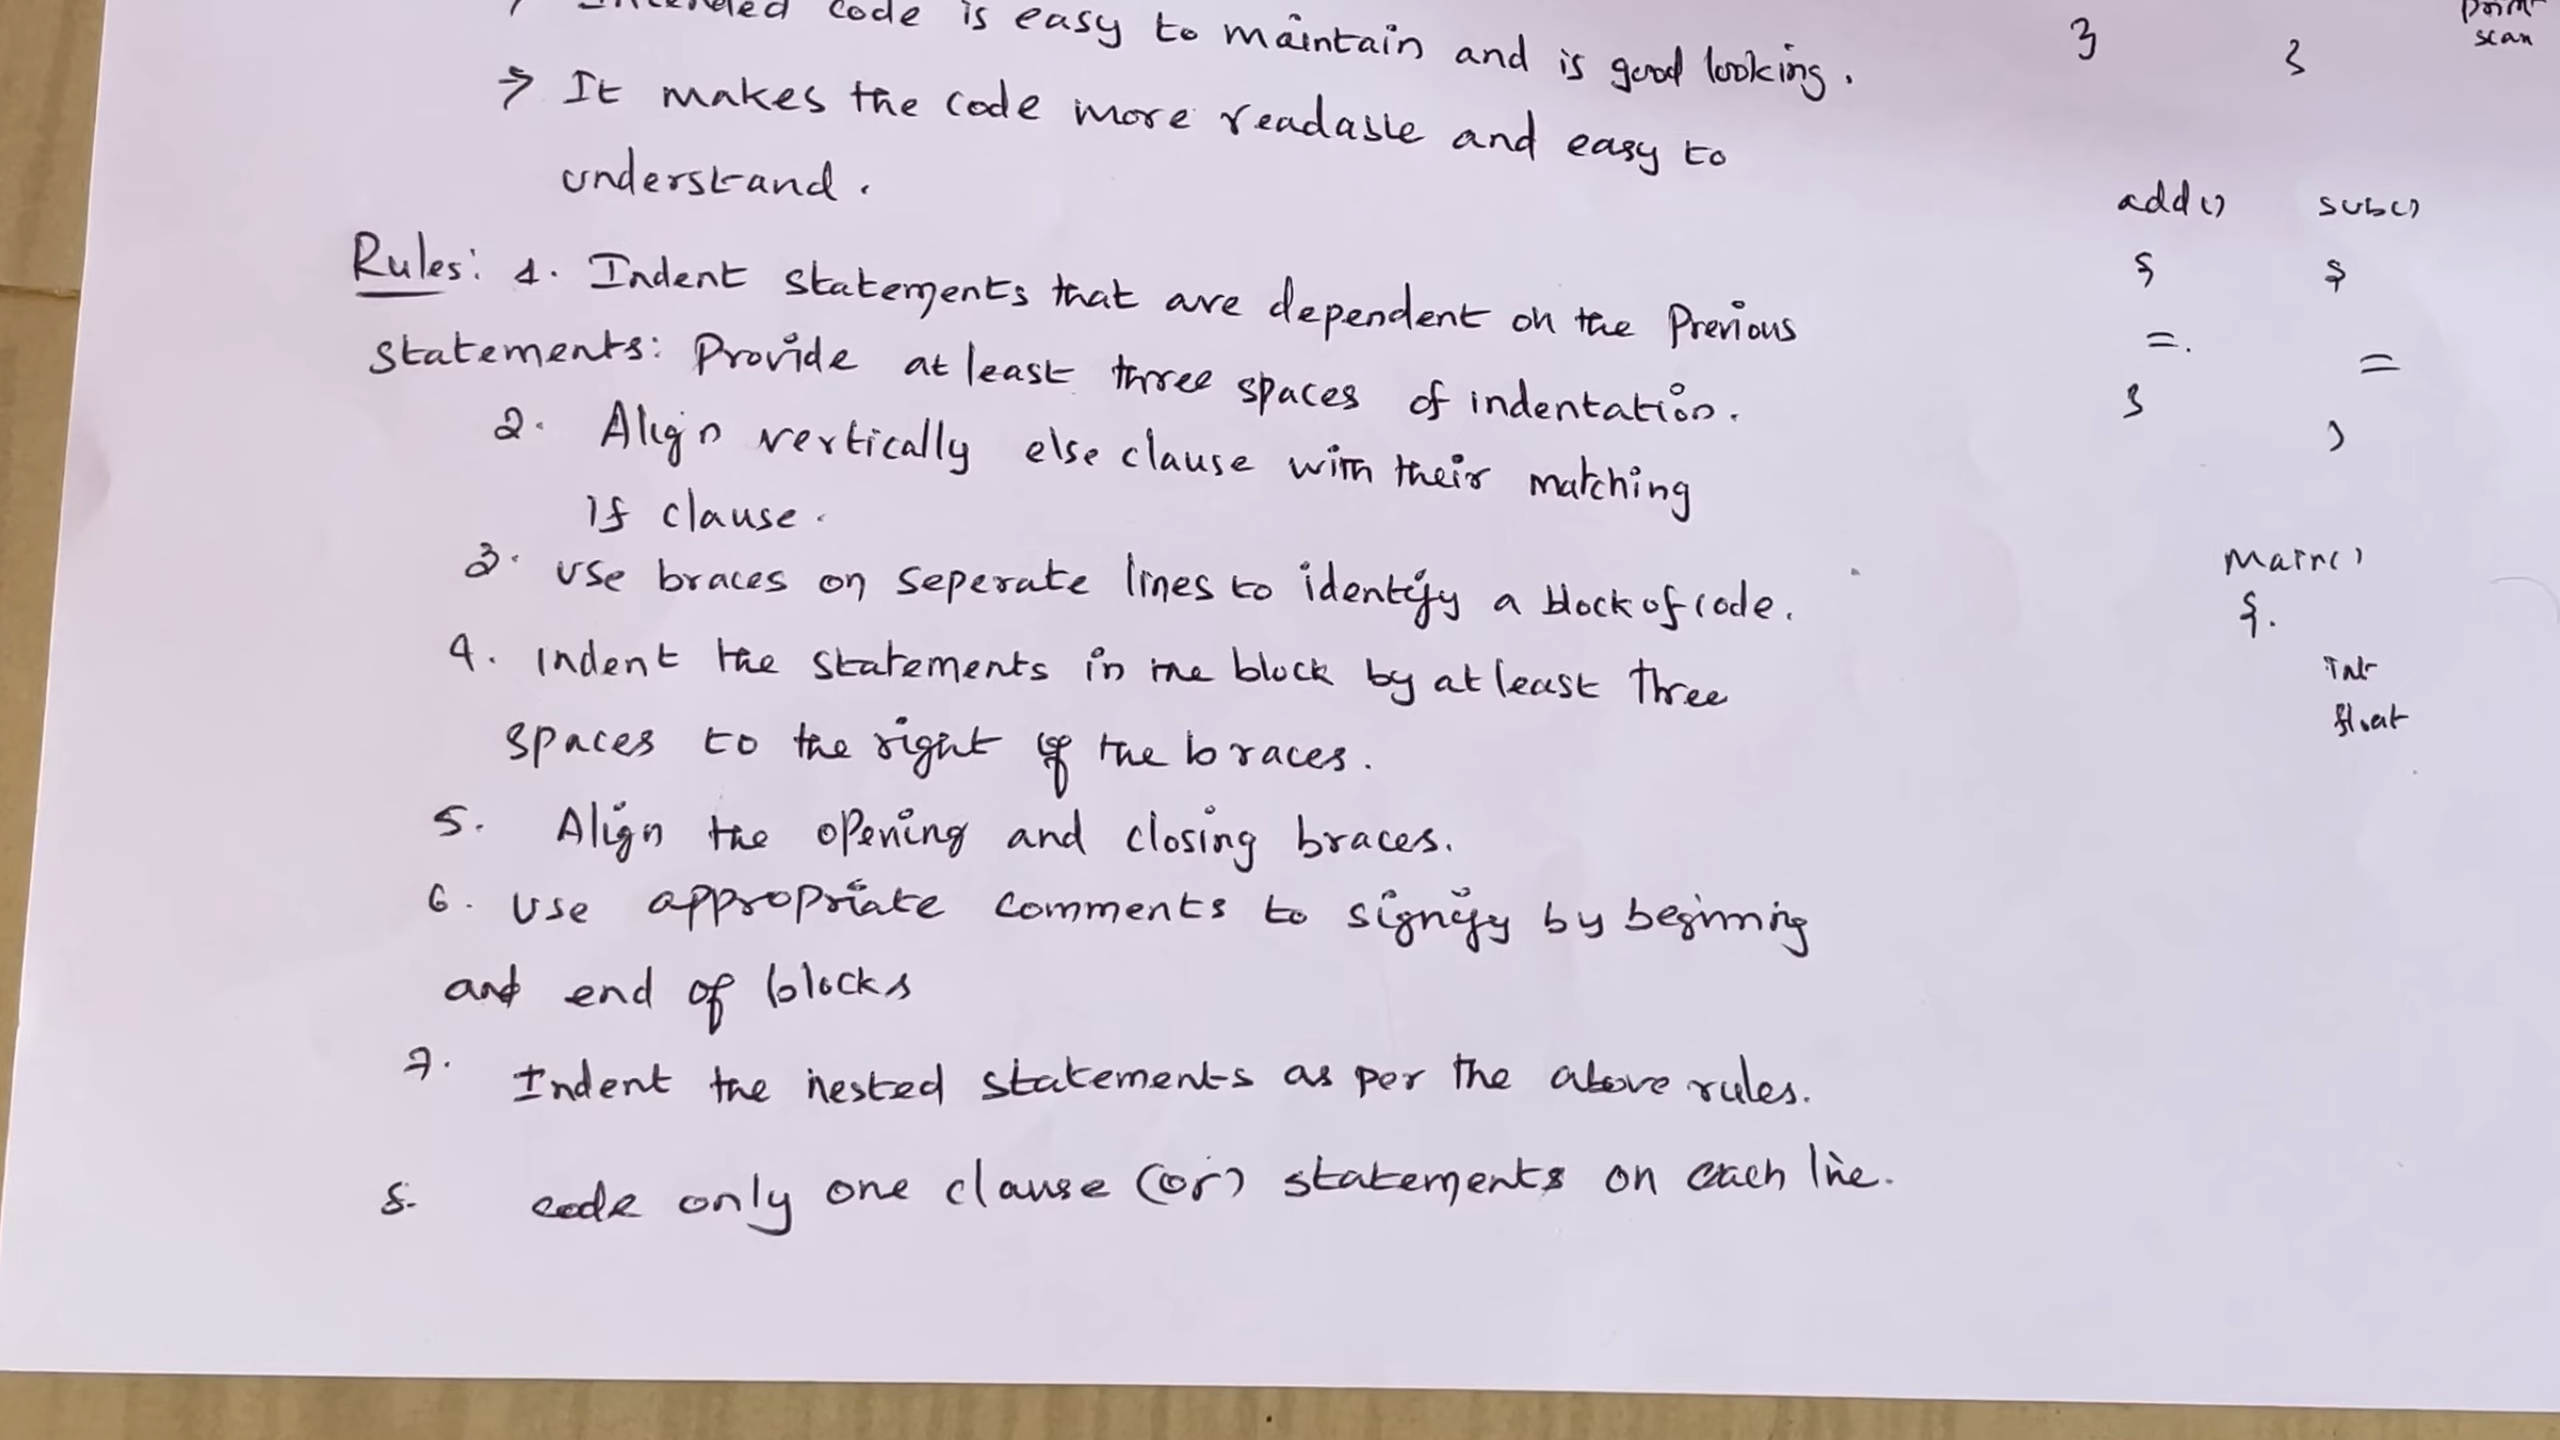 code is easy to maintain and is good looking.
→ It makes the code more readable and easy to
understand.
Rules: 1. Indent statements that are dependent on the Previous
statements: Provide at least three spaces of indentation.
2. Align vertically else clause with their matching
if clause.
3. use braces on seperate lines to identify a block of code.
4. Indent the statements in the block by at least three
spaces to the right of the braces.
5. Align the opening and closing braces.
6. use appropriate comments to signify by beginning
and end of blocks
7. Indent the nested statements as per the above rules.
8. code only one clause (or) statements on each line.
} }
scan
add() sub()
{ {
=. =
} }
main()
{.
Int
float